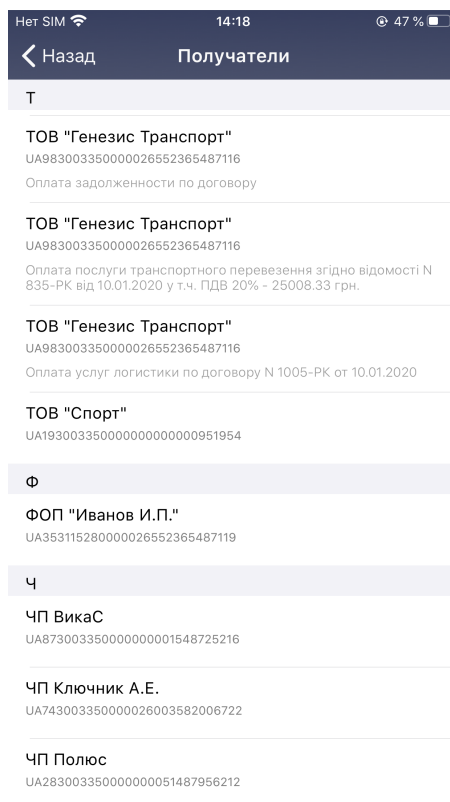 Нет SIM 14:18 47 %
Назад Получатели
Т
ТОВ "Генезис Транспорт"
UA983003350000026552365487116
Оплата задолженности по договору
ТОВ "Генезис Транспорт"
UA983003350000026552365487116
Оплата послуги транспортного перевезення згідно відомості N
835-РК від 10.01.2020 у т.ч. ПДВ 20% - 25008.33 грн.
ТОВ "Генезис Транспорт"
UA983003350000026552365487116
Оплата услуг логистики по договору N 1005-РК от 10.01.2020
ТОВ "Спорт"
UA193003350000000000000951954
Ф
ФОП "Иванов И.П."
UA353115280000026552365487119
Ч
ЧП ВикаС
UA873003350000000001548725216
ЧП Ключник А.Е.
UA743003350000026003582006722
ЧП Полюс
UA283003350000000051487956212